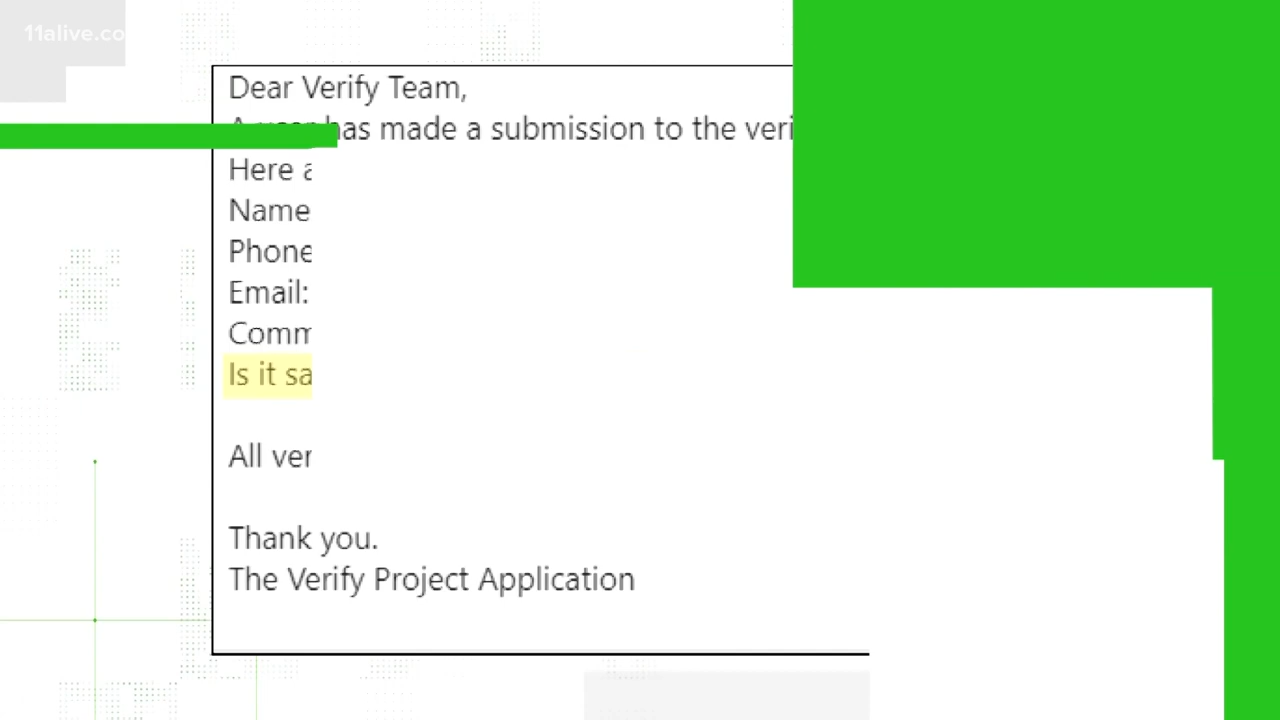 11alive.co
Dear Verify Team,
has made a submission to the veri
Here a
Name
Phone
Email:
Comm
Is it sa
All ver
Thank you.
The Verify Project Application